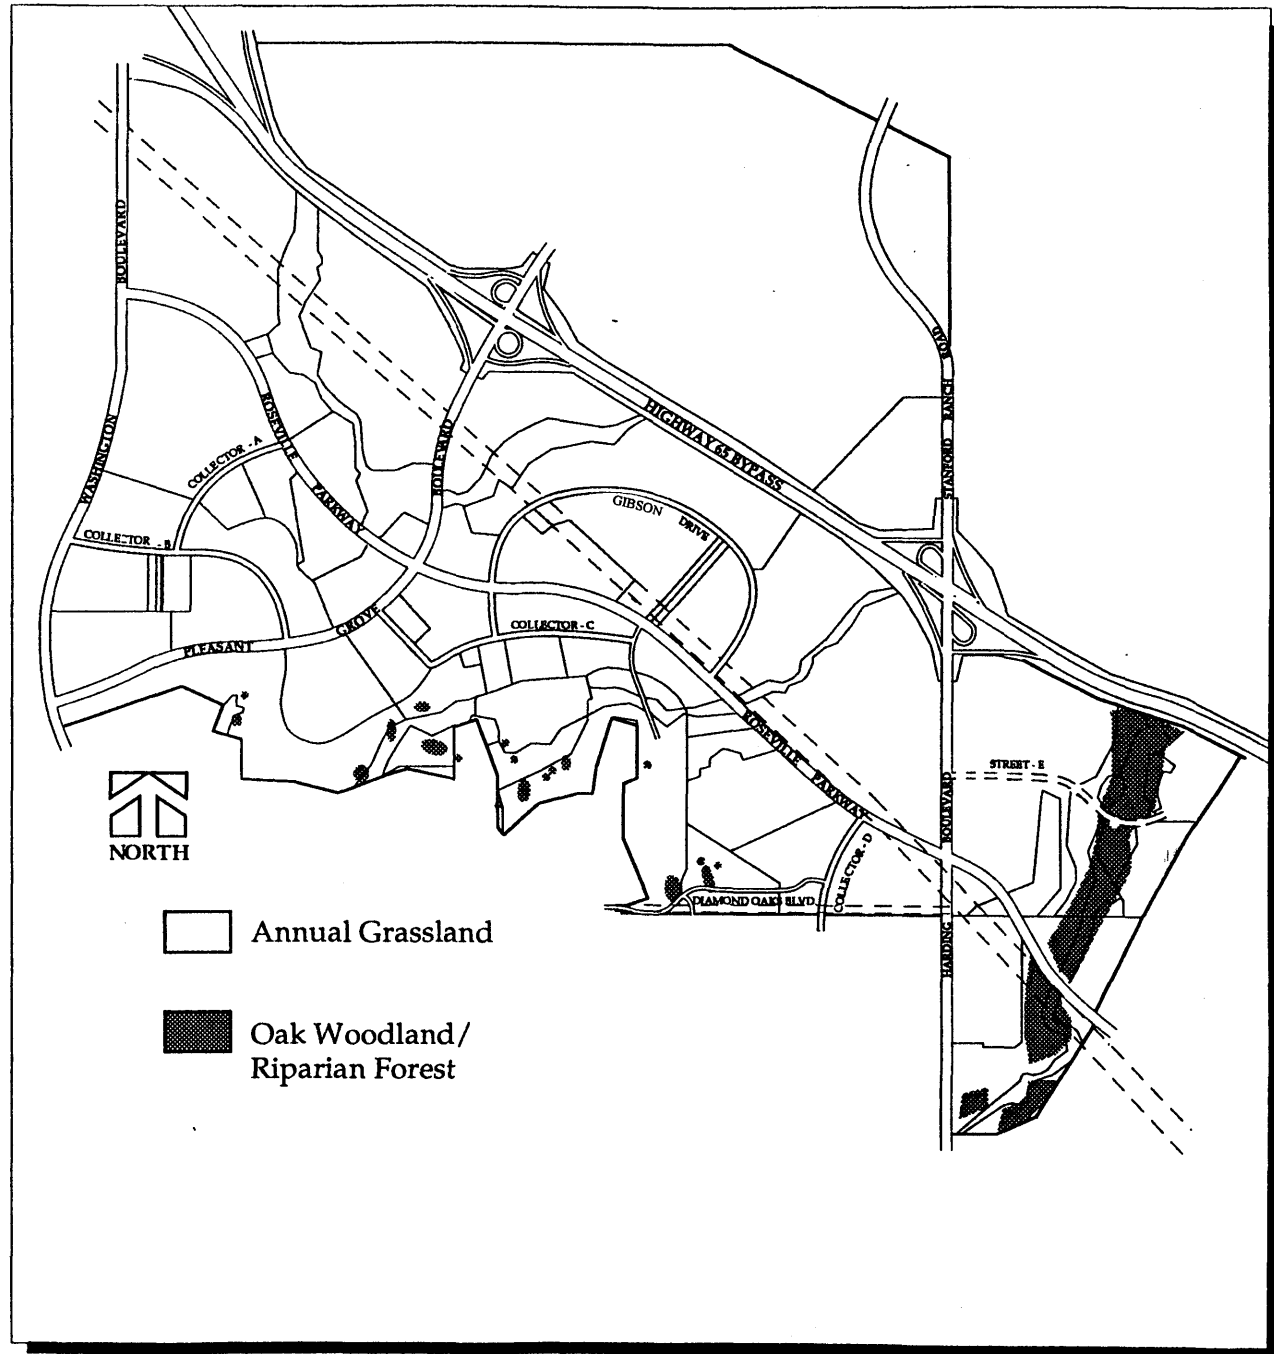 BOULEVARD
WASHINGTON
ROSEVILLE
PARKWAY
COLLECTOR - A
COLLECTOR - B
PLEASANT
GROVE
BOULEVARD
HIGHWAY 65 BYPASS
GIBSON
DRIVE
COLLECTOR - C
ROAD
RANCH
STANFORD
ROSEVILLE
PARKWAY
STREET - E
BOULEVARD
HARDING
COLLECTOR - D
DIAMOND OAKS BLVD.
NORTH
Annual Grassland
Oak Woodland/
Riparian Forest